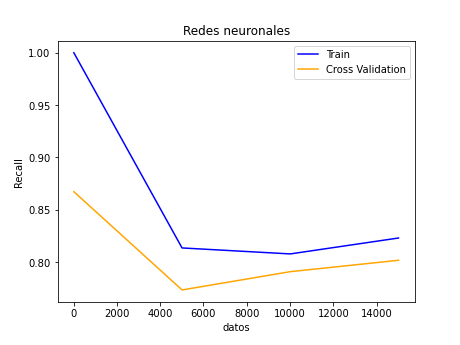 Redes neuronales
Train
Cross Validation
1.00
0.95
0.90
0.85
0.80
Recall
0 2000 4000 6000 8000 10000 12000 14000
datos